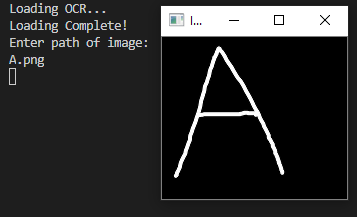 Loading OCR...
Loading Complete!
Enter path of image:
A.png
I...
A